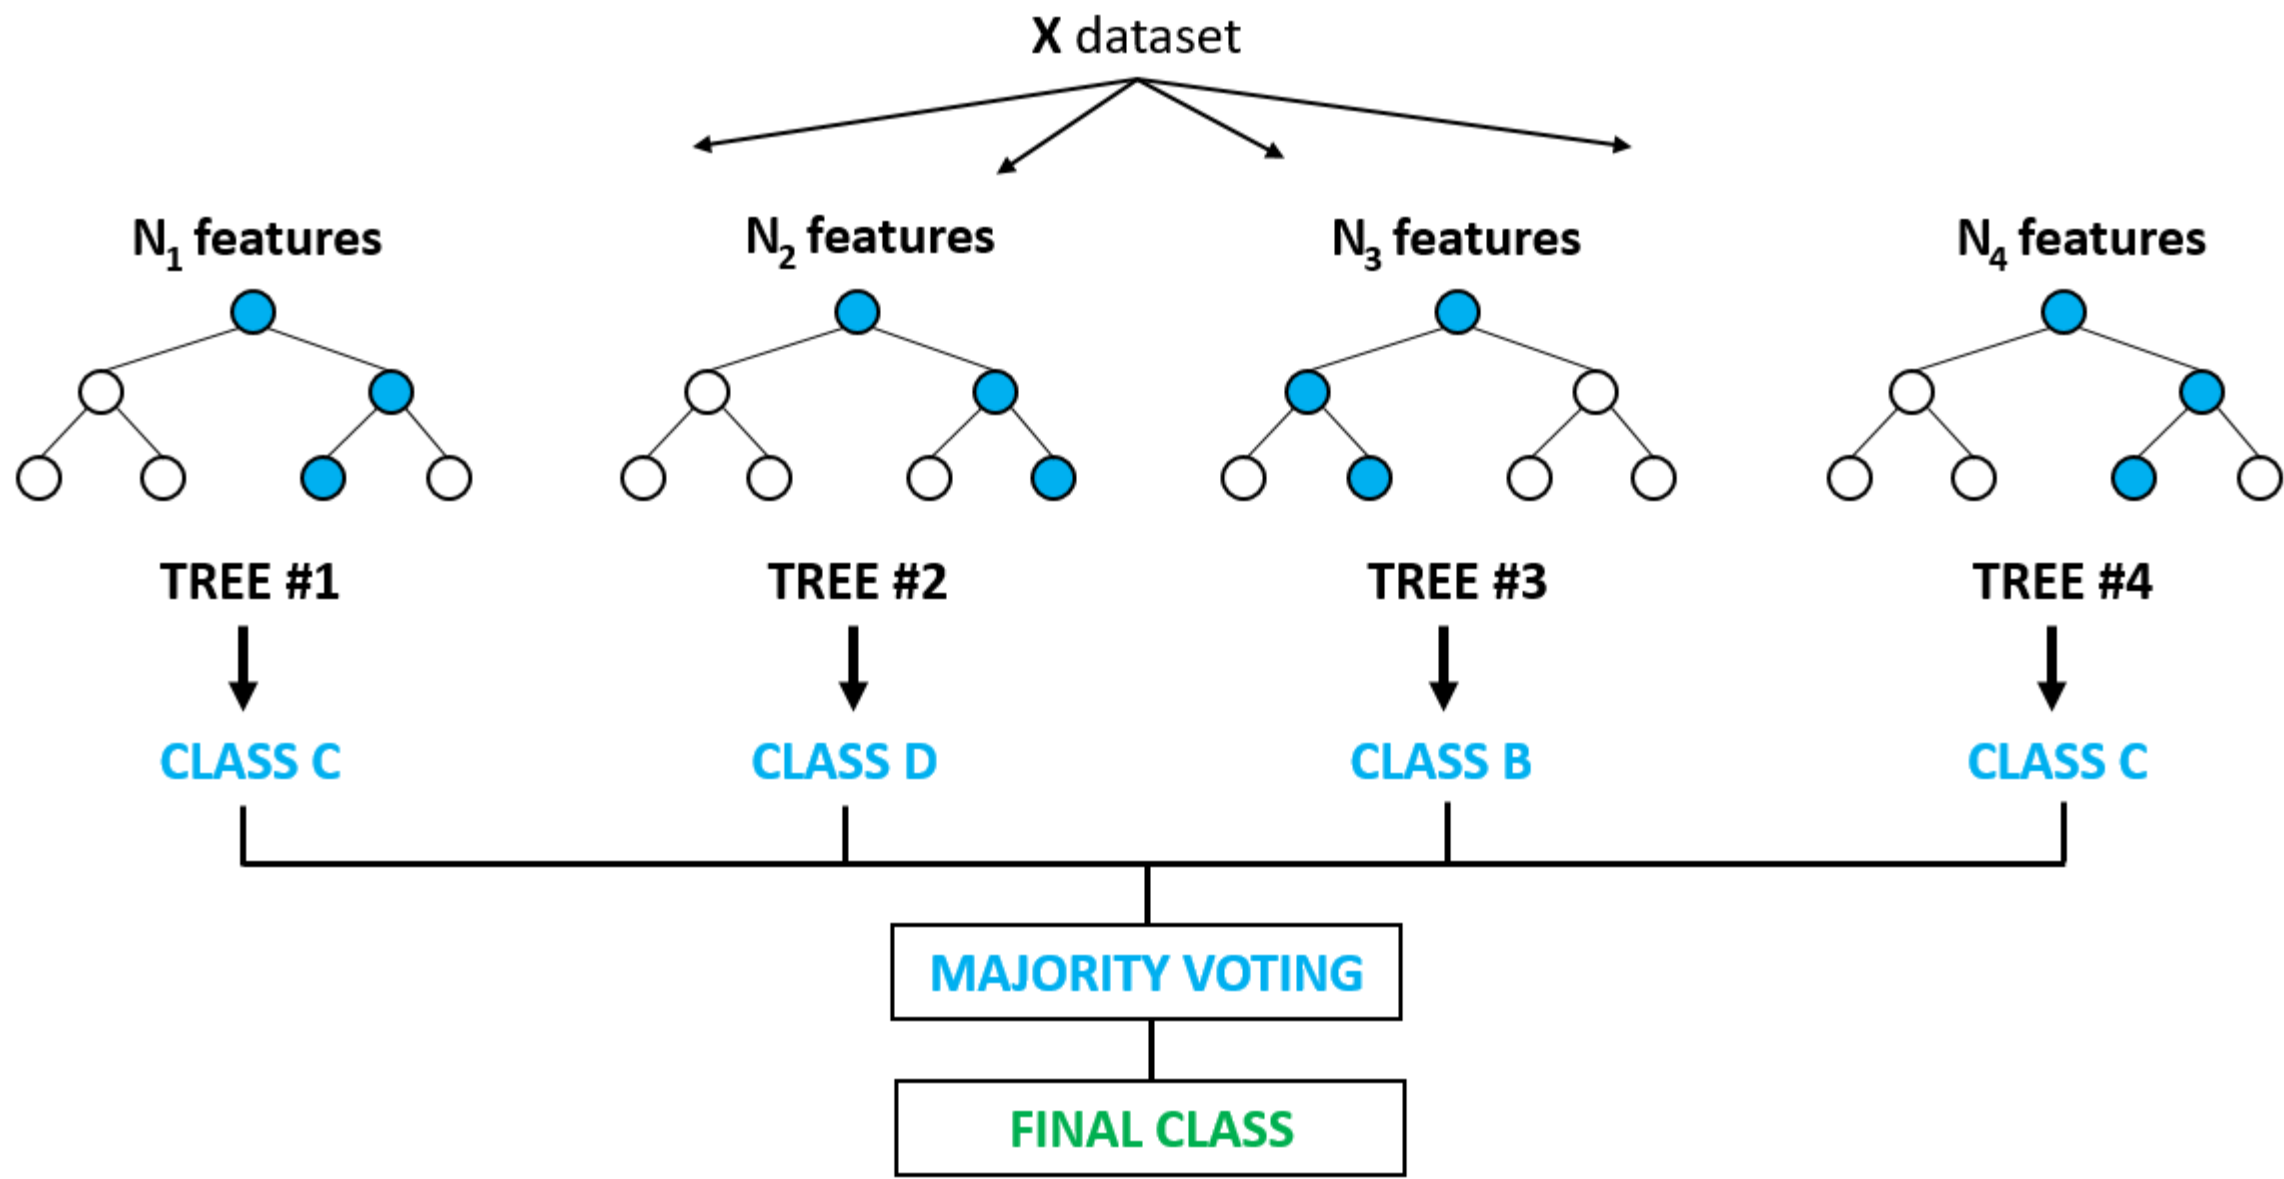 X dataset
N1 features
N2 features
N3 features
N4 features
TREE #1
TREE #2
TREE #3
TREE #4
CLASS C
CLASS D
CLASS B
CLASS C
MAJORITY VOTING
FINAL CLASS